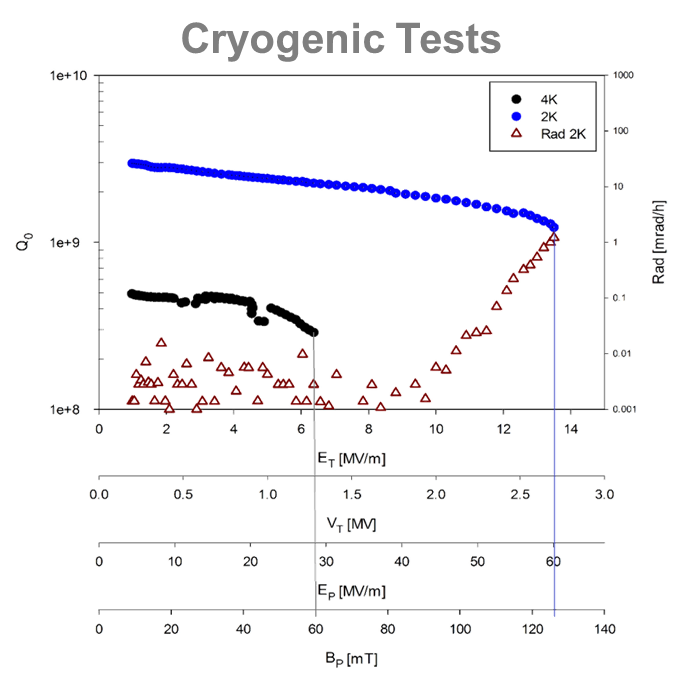 Cryogenic Tests
1e+10
1e+9
1e+8
Q0
1000
100
10
1
0.1
0.01
0.001
Rad [mrad/h]
4K
2K
Rad 2K
0 2 4 6 8 10 12 14
ET [MV/m]
0.0 0.5 1.0 1.5 2.0 2.5 3.0
VT [MV]
0 10 20 30 40 50 60
EP [MV/m]
0 20 40 60 80 100 120 140
BP [mT]